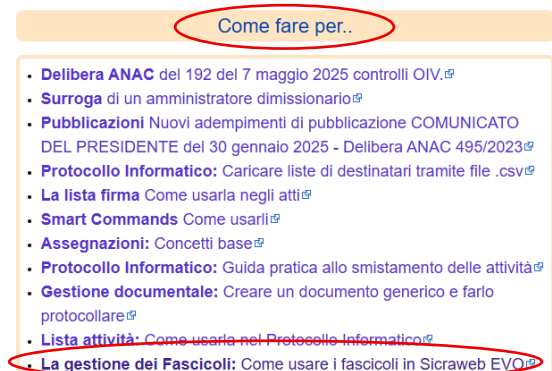 Come fare per..
Delibera ANAC del 192 del 7 maggio 2025 controlli OIV.
Surroga di un amministratore dimissionario
Pubblicazioni Nuovi adempimenti di pubblicazione COMUNICATO
DEL PRESIDENTE del 30 gennaio 2025 - Delibera ANAC 495/2023
Protocollo Informatico: Caricare liste di destinatari tramite file .csv
La lista firma Come usarla negli atti
Smart Commands Come usarli
Assegnazioni: Concetti base
Protocollo Informatico: Guida pratica allo smistamento delle attività
Gestione documentale: Creare un documento generico e farlo
protocollare
Lista attività: Come usarla nel Protocollo Informatico
La gestione dei Fascicoli: Come usare i fascicoli in Sicraweb EVO